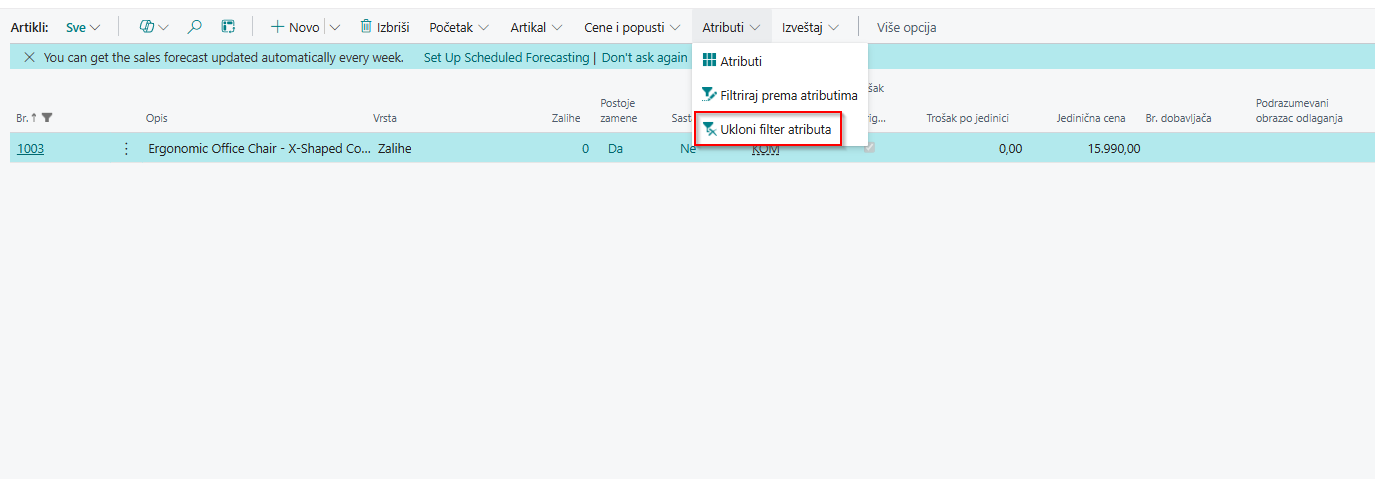 Artikli: Sve Novo Izbriši Početak Artikal Cene i popusti Atributi Izveštaj Više opcija
You can get the sales forecast updated automatically every week. Set Up Scheduled Forecasting | Don't ask again
Atributi
Filtriraj prema atributima
Ukloni filter atributa
Br. ↑ Opis Vrsta Zalihe Postoje zamene Trošak po jedinici Jedinična cena Br. dobavljača Podrazumevani obrazac odlaganja
1003 Ergonomic Office Chair - X-Shaped Co... Zalihe 0 Da Ne KOM 0,00 15.990,00